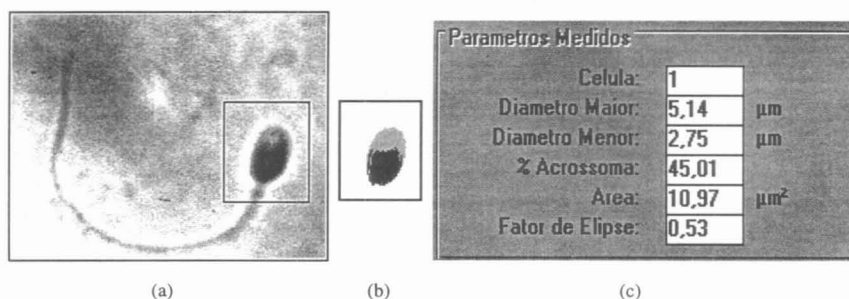 Parametros Medidos
Celula: 1
Diametro Maior: 5,14 µm
Diametro Menor: 2,75 µm
% Acrossoma: 45,01
Area: 10,97 µm²
Fator de Elipse: 0,53
(a) (b) (c)